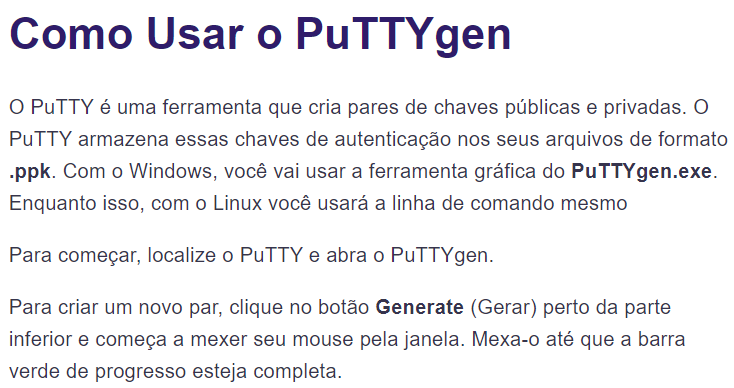 Como Usar o PuTTYgen
O PuTTY é uma ferramenta que cria pares de chaves públicas e privadas. O
PuTTY armazena essas chaves de autenticação nos seus arquivos de formato
.ppk. Com o Windows, você vai usar a ferramenta gráfica do PuTTYgen.exe.
Enquanto isso, com o Linux você usará a linha de comando mesmo
Para começar, localize o PuTTY e abra o PuTTYgen.
Para criar um novo par, clique no botão Generate (Gerar) perto da parte
inferior e começa a mexer seu mouse pela janela. Mexa-o até que a barra
verde de progresso esteja completa.